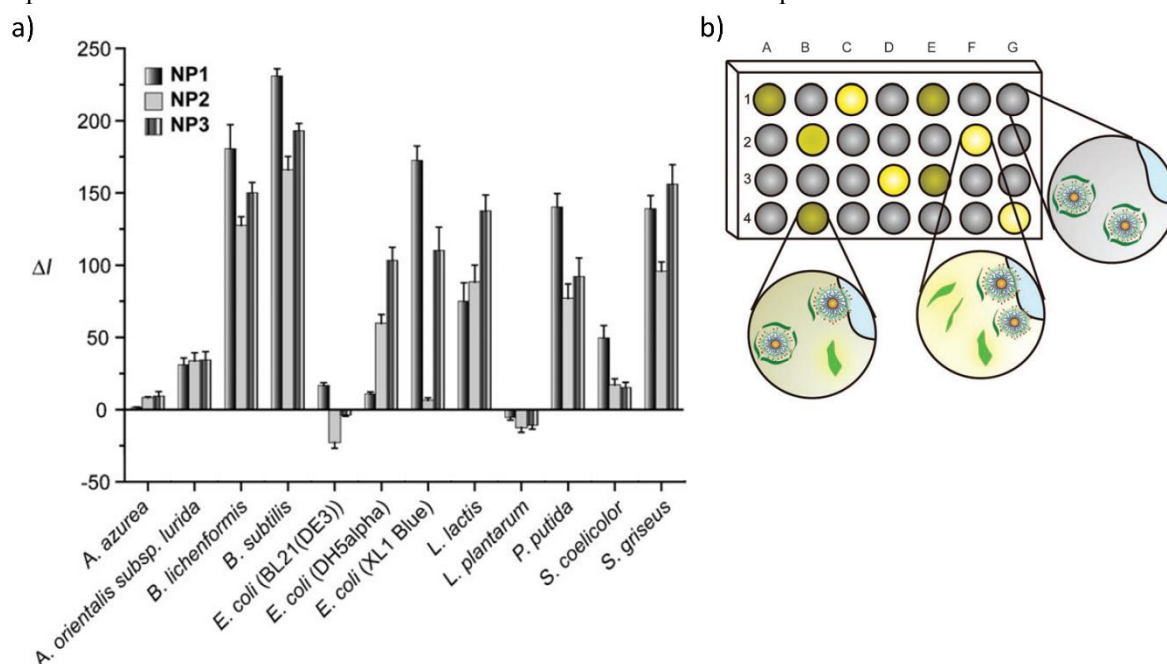 a)
250
200
150
100
50
0
-50
ΔI
NP1
NP2
NP3
A. azurea
A. orientalis subsp. lurida
B. lichenformis
B. subtilis
E. coli (BL21(DE3))
E. coli (DH5alpha)
E. coli (XL1 Blue)
L. lactis
L. plantarum
P. putida
S. coelicolor
S. griseus
b)
A B C D E F G
1
2
3
4